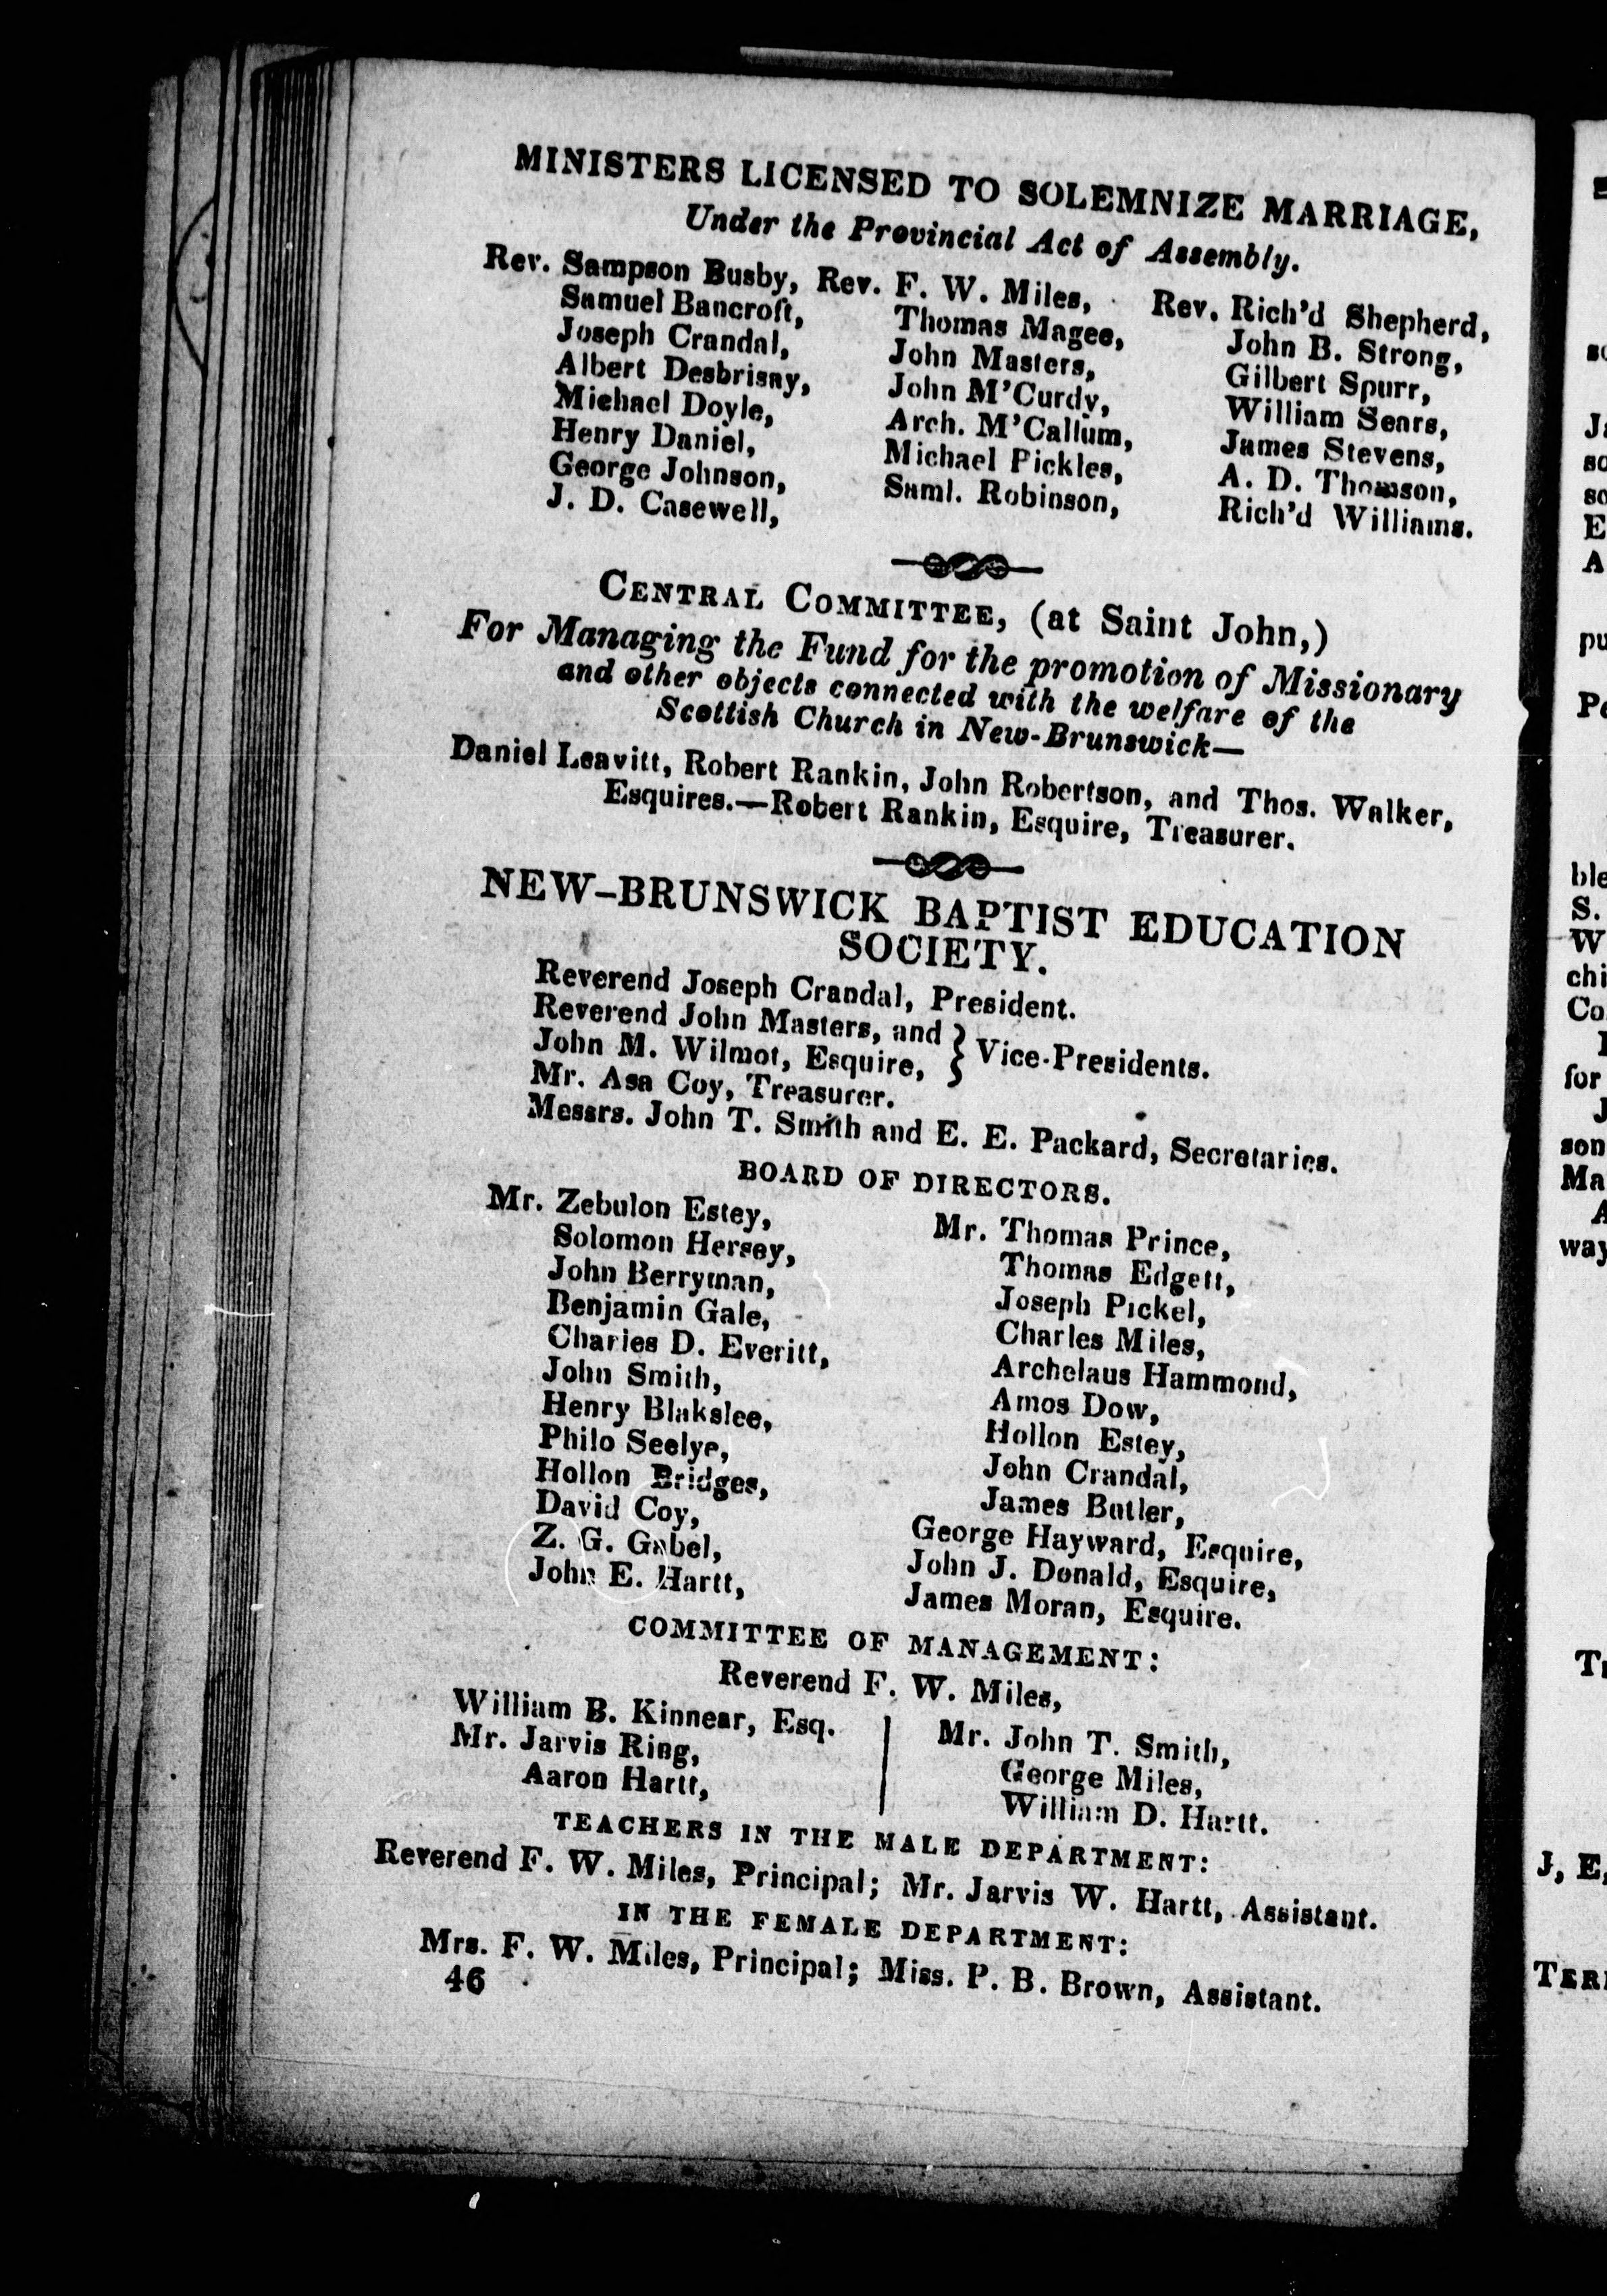 MINISTERS LICENSED TO SOLEMNIZE MARRIAGE,
Under the Provincial Act of Assembly.
Rev. Sampson Busby, Rev. F. W. Miles, Rev. Rich'd Shepherd,
Samuel Bancroft, Thomas Magee, John B. Strong,
Joseph Crandal, John Masters, Gilbert Spurr,
Albert Desbrisay, John M'Curdy, William Sears,
Michael Doyle, Arch. M'Callum, James Stevens,
Henry Daniel, Michael Pickles, A. D. Thomson,
George Johnson, Saml. Robinson, Rich'd Williams.
J. D. Casewell,
CENTRAL COMMITTEE, (at Saint John,)
For Managing the Fund for the promotion of Missionary
and other objects connected with the welfare of the
Scottish Church in New-Brunswick—
Daniel Leavitt, Robert Rankin, John Robertson, and Thos. Walker,
Esquires.—Robert Rankin, Esquire, Treasurer.
NEW-BRUNSWICK BAPTIST EDUCATION
SOCIETY.
Reverend Joseph Crandal, President.
Reverend John Masters, and } Vice-Presidents.
John M. Wilmot, Esquire,
Mr. Asa Coy, Treasurer.
Messrs. John T. Smith and E. E. Packard, Secretaries.
BOARD OF DIRECTORS.
Mr. Zebulon Estey, Mr. Thomas Prince,
Solomon Hersey, Thomas Edgett,
John Berryman, Joseph Pickel,
Benjamin Gale, Charles Miles,
Charles D. Everitt, Archelaus Hammond,
John Smith, Amos Dow,
Henry Blakslee, Hollon Estey,
Philo Seelye, John Crandal,
Hollon Bridges, James Butler,
David Coy, George Hayward, Esquire,
Z. G. Gabel, John J. Donald, Esquire,
John E. Hartt, James Moran, Esquire.
COMMITTEE OF MANAGEMENT:
Reverend F. W. Miles,
William B. Kinnear, Esq. Mr. John T. Smith,
Mr. Jarvis Ring, George Miles,
Aaron Hartt, William D. Hartt.
TEACHERS IN THE MALE DEPARTMENT:
Reverend F. W. Miles, Principal; Mr. Jarvis W. Hartt, Assistant.
IN THE FEMALE DEPARTMENT:
Mrs. F. W. Miles, Principal; Miss. P. B. Brown, Assistant.
46